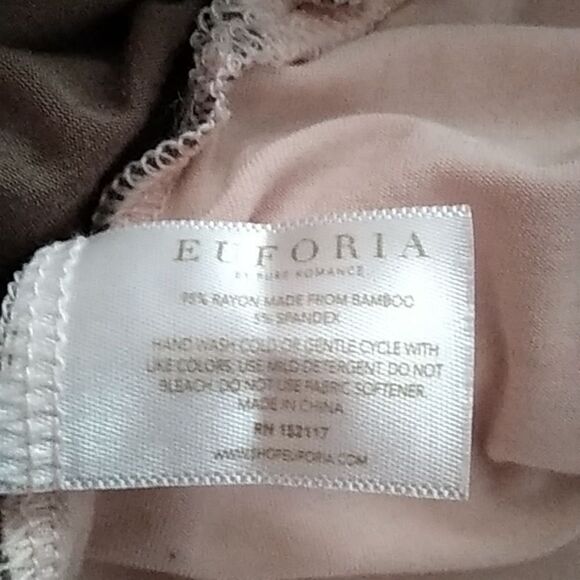 EUFORIA
BY PURE ROMANCE
95% RAYON MADE FROM BAMBOO
5% SPANDEX
HAND WASH COLD OR GENTLE CYCLE WITH
LIKE COLORS. USE MILD DETERGENT. DO NOT
BLEACH. DO NOT USE FABRIC SOFTENER.
MADE IN CHINA
RN 152117
WWW.SHOPEUFORIA.COM